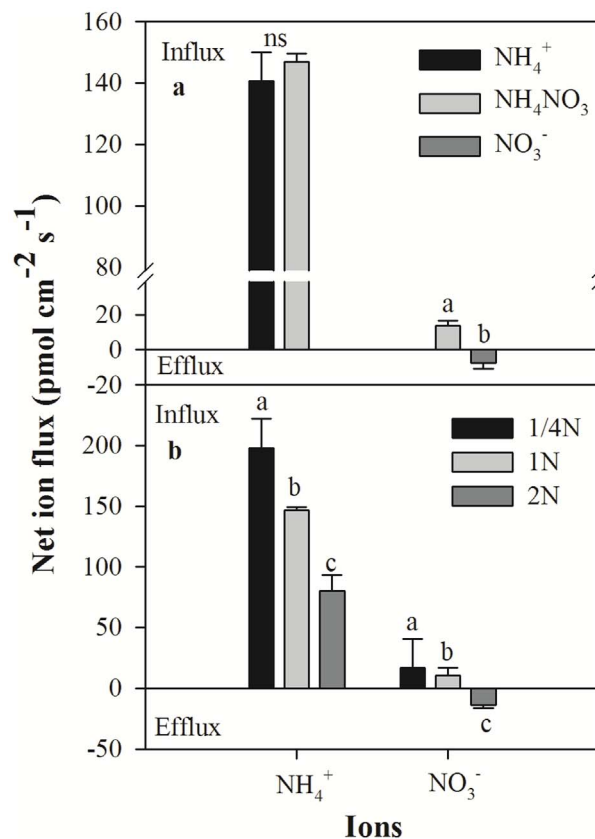 160
140
120
100
80
20
0
-20
Influx
a
ns
NH₄⁺
NH₄NO₃
NO₃⁻
a
b
Efflux
Influx
b
a
b
c
a
b
c
1/4N
1N
2N
200
150
100
50
0
-50
Efflux
NH₄⁺ NO₃⁻
Ions
Net ion flux (pmol cm⁻² s⁻¹)